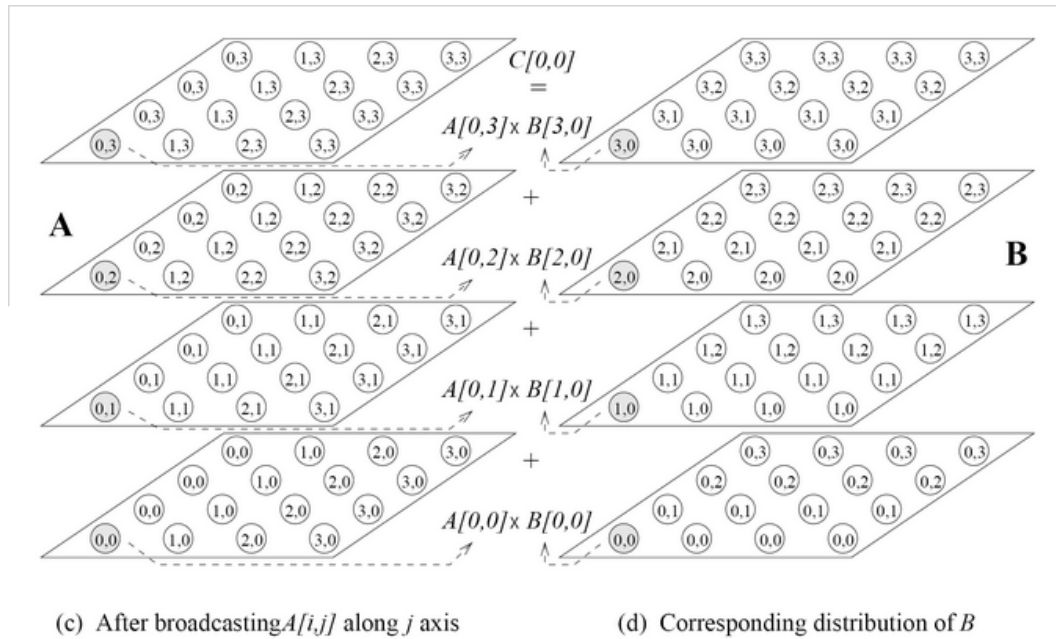 0,3 1,3 2,3 3,3 C[0,0] 3,3 3,3 3,3 3,3
0,3 1,3 2,3 3,3 = 3,2 3,2 3,2 3,2
0,3 1,3 2,3 3,3 A[0,3]x B[3,0] 3,1 3,1 3,1 3,1
0,3 1,3 2,3 3,3 3,0 3,0 3,0 3,0
0,2 1,2 2,2 3,2 + 2,3 2,3 2,3 2,3
A 0,2 1,2 2,2 3,2 2,2 2,2 2,2 2,2
0,2 1,2 2,2 3,2 A[0,2]x B[2,0] 2,1 2,1 2,1 2,1 B
0,2 1,2 2,2 3,2 2,0 2,0 2,0 2,0
0,1 1,1 2,1 3,1 + 1,3 1,3 1,3 1,3
0,1 1,1 2,1 3,1 1,2 1,2 1,2 1,2
0,1 1,1 2,1 3,1 A[0,1]x B[1,0] 1,1 1,1 1,1 1,1
0,1 1,1 2,1 3,1 1,0 1,0 1,0 1,0
0,0 1,0 2,0 3,0 + 0,3 0,3 0,3 0,3
0,0 1,0 2,0 3,0 0,2 0,2 0,2 0,2
0,0 1,0 2,0 3,0 A[0,0]x B[0,0] 0,1 0,1 0,1 0,1
0,0 1,0 2,0 3,0 0,0 0,0 0,0 0,0
(c) After broadcasting A[i,j] along j axis
(d) Corresponding distribution of B